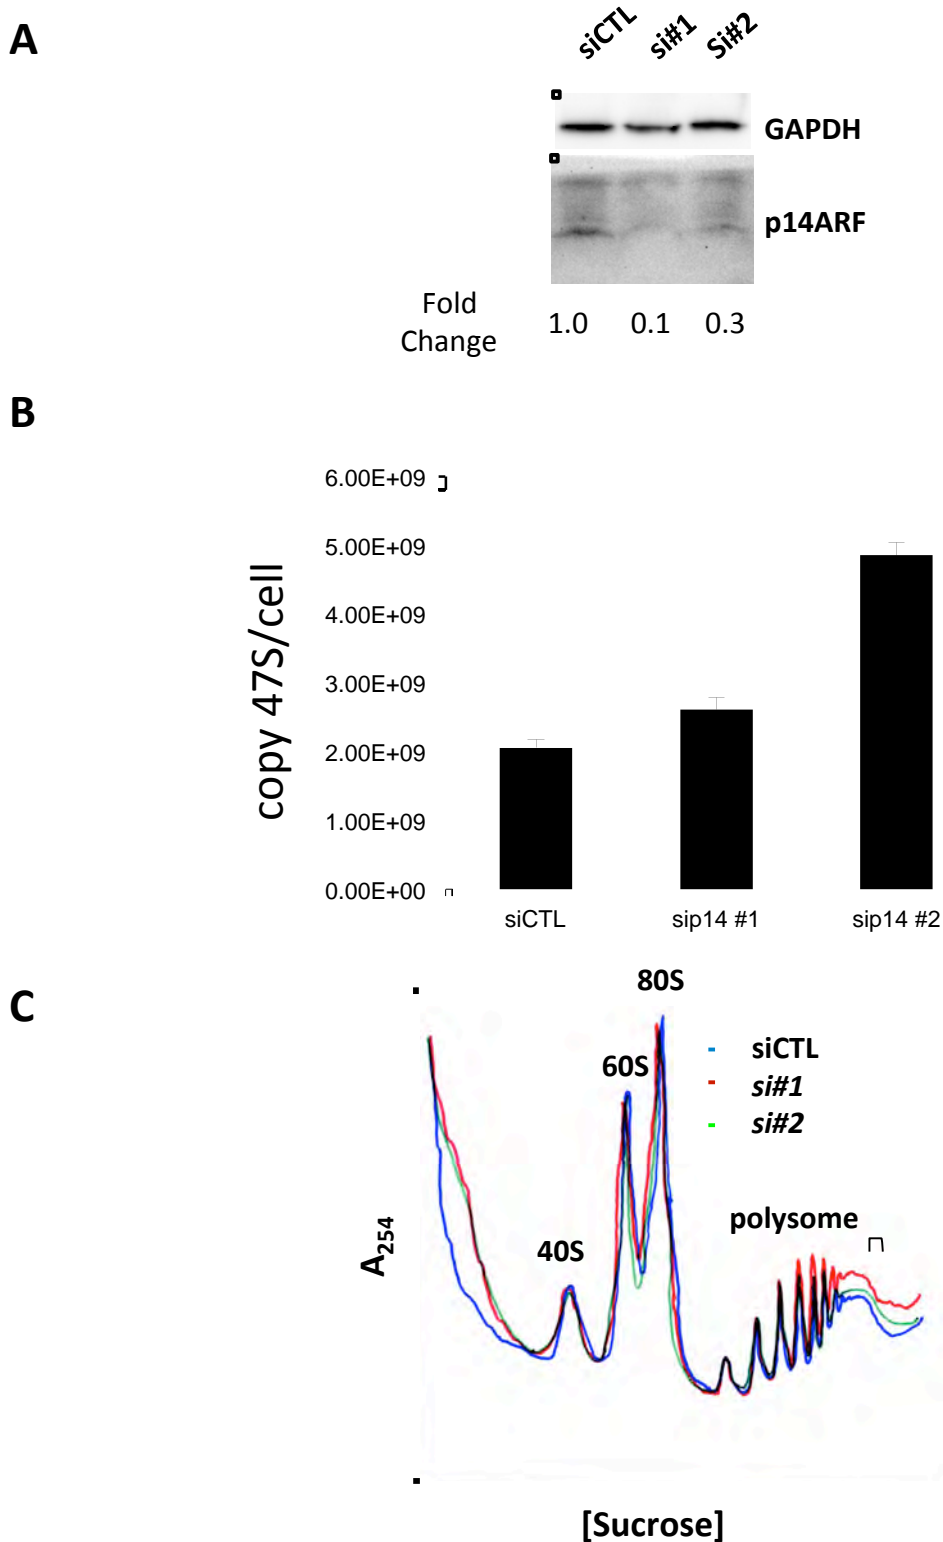 A
siCTL si#1 Si#2
GAPDH
p14ARF
Fold
Change
1.0 0.1 0.3
B
copy 47S/cell
6.00E+09
5.00E+09
4.00E+09
3.00E+09
2.00E+09
1.00E+09
0.00E+00
siCTL sip14 #1 sip14 #2
C
80S
60S
40S
siCTL
si#1
si#2
polysome
A254
[Sucrose]